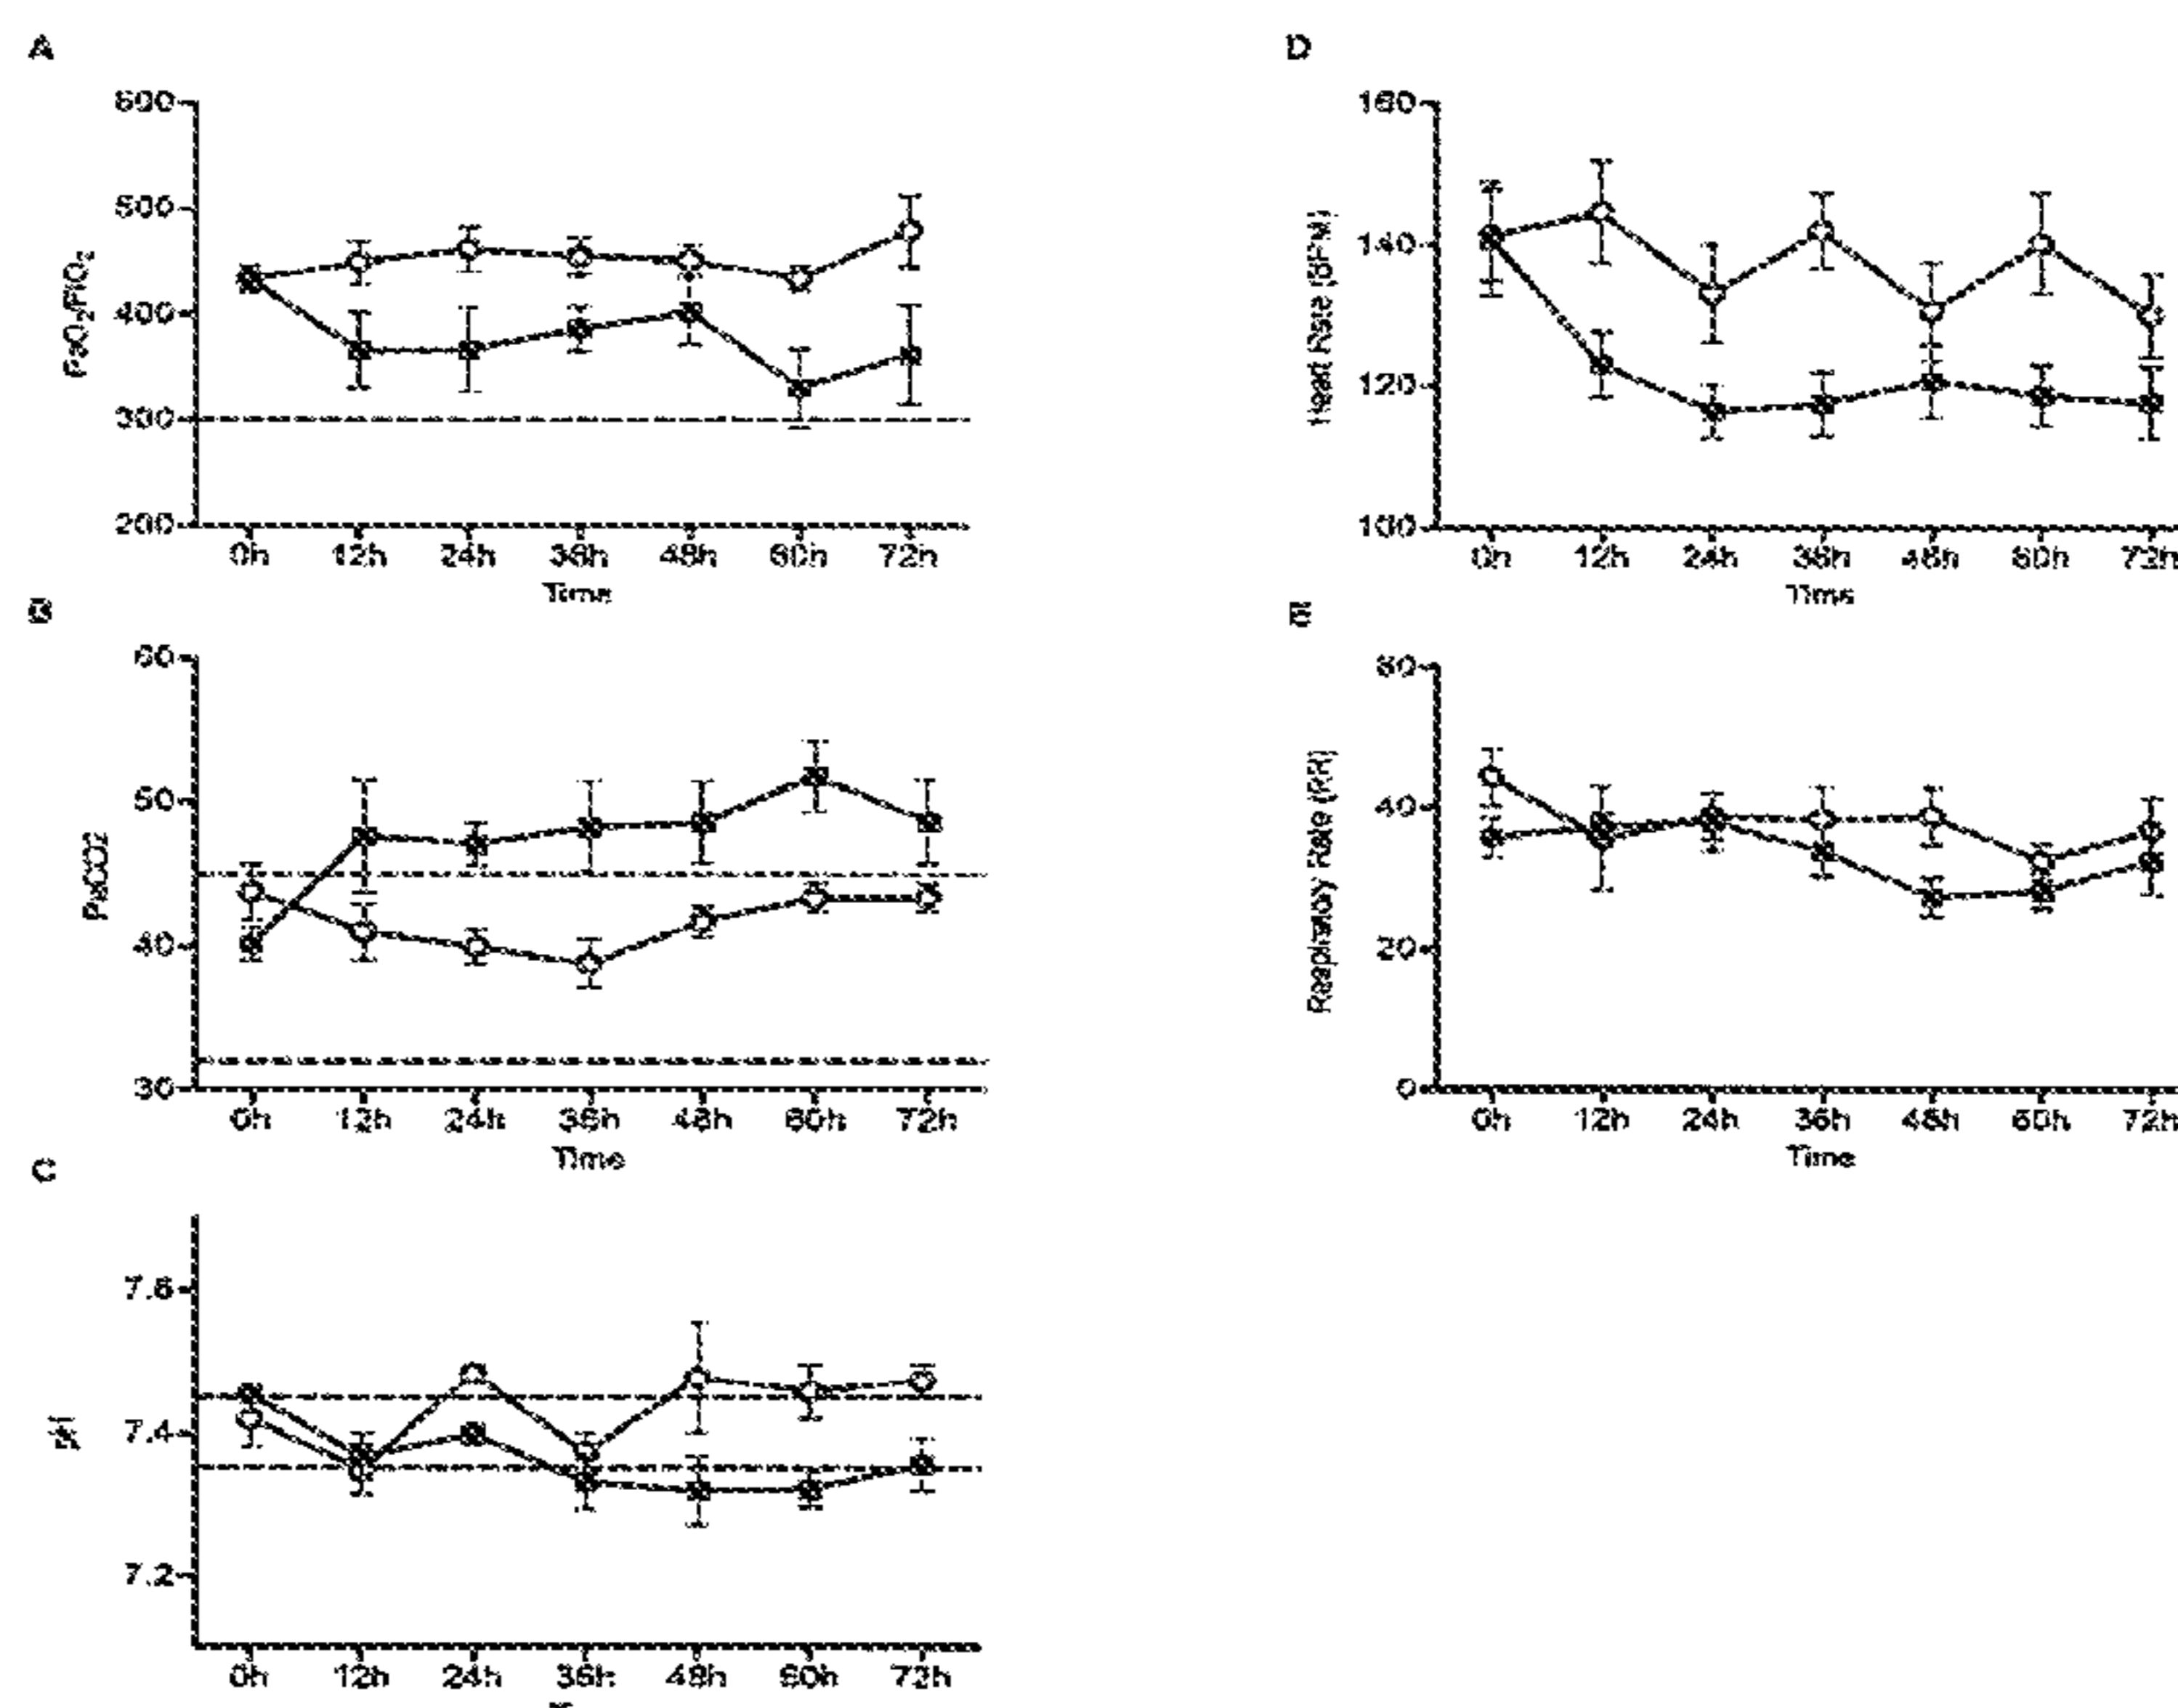 A
600
500
400
300
200
PaO2/FiO2
0h 12h 24h 36h 48h 60h 72h
Time
B
60
50
40
30
PaCO2
0h 12h 24h 36h 48h 60h 72h
Time
C
7.6
7.4
7.2
pH
0h 12h 24h 36h 48h 60h 72h
D
160
140
120
100
Heart Rate (BPM)
0h 12h 24h 36h 48h 60h 72h
Time
E
60
40
20
0
Respiratory Rate (RR)
0h 12h 24h 36h 48h 60h 72h
Time